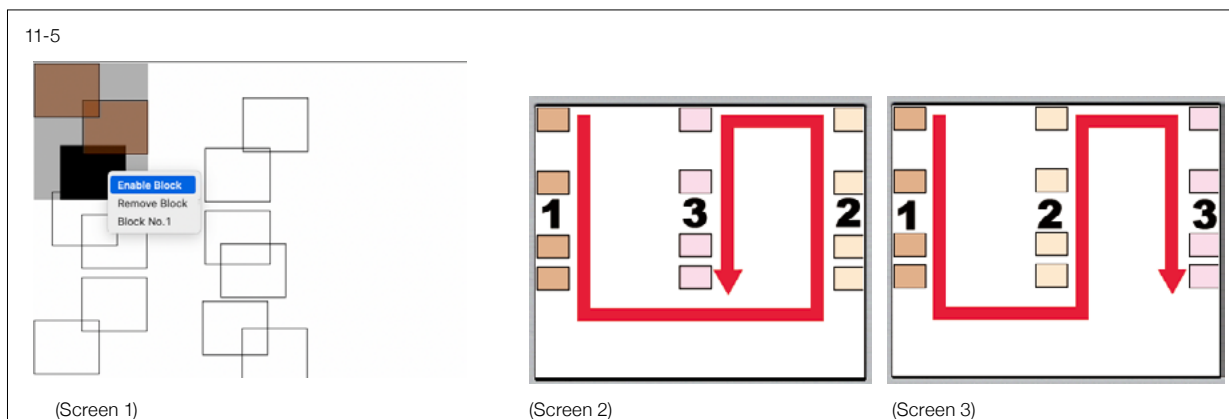 11-5
Enable Block
Remove Block
Block No.1
1
3
2
1
2
3
(Screen 1)
(Screen 2)
(Screen 3)